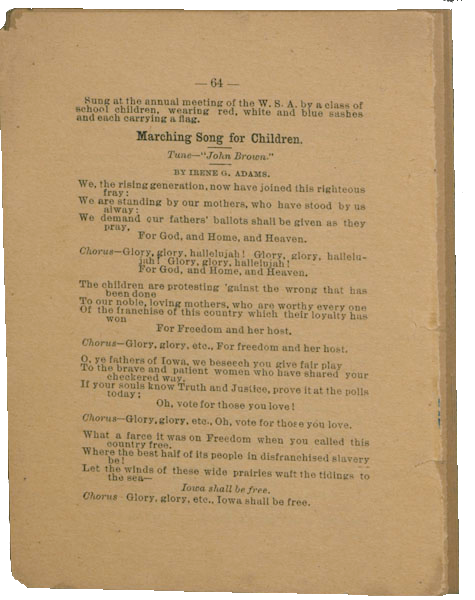 — 64 —
Sung at the annual meeting of the W. S. A. by a class of
school children, wearing red, white and blue sashes
and each carrying a flag.
Marching Song for Children.
Tune—"John Brown."
BY IRENE G. ADAMS.
We, the rising generation, now have joined this righteous
fray;
We are standing by our mothers, who have stood by us
alway;
We demand our fathers' ballots shall be given as they
pray,
For God, and Home, and Heaven.
Chorus—Glory, glory, hallelujah! Glory, glory, hallelu-
jah! Glory, glory, hallelujah!
For God, and Home, and Heaven.
The children are protesting 'gainst the wrong that has
been done
To our noble, loving mothers, who are worthy every one
Of the franchise of this country which their loyalty has
won
For Freedom and her host.
Chorus—Glory, glory, etc., For freedom and her host.
O, ye fathers of Iowa, we beseech you give fair play
To the brave and patient women who have shared your
checkered way,
If your souls know Truth and Justice, prove it at the polls
today;
Oh, vote for those you love!
Chorus—Glory, glory, etc., Oh, vote for those you love.
What a farce it was on Freedom when you called this
country free,
Where the best half of its people in disfranchised slavery
be!
Let the winds of these wide prairies waft the tidings to
the sea—
Iowa shall be free.
Chorus—Glory, glory, etc., Iowa shall be free.